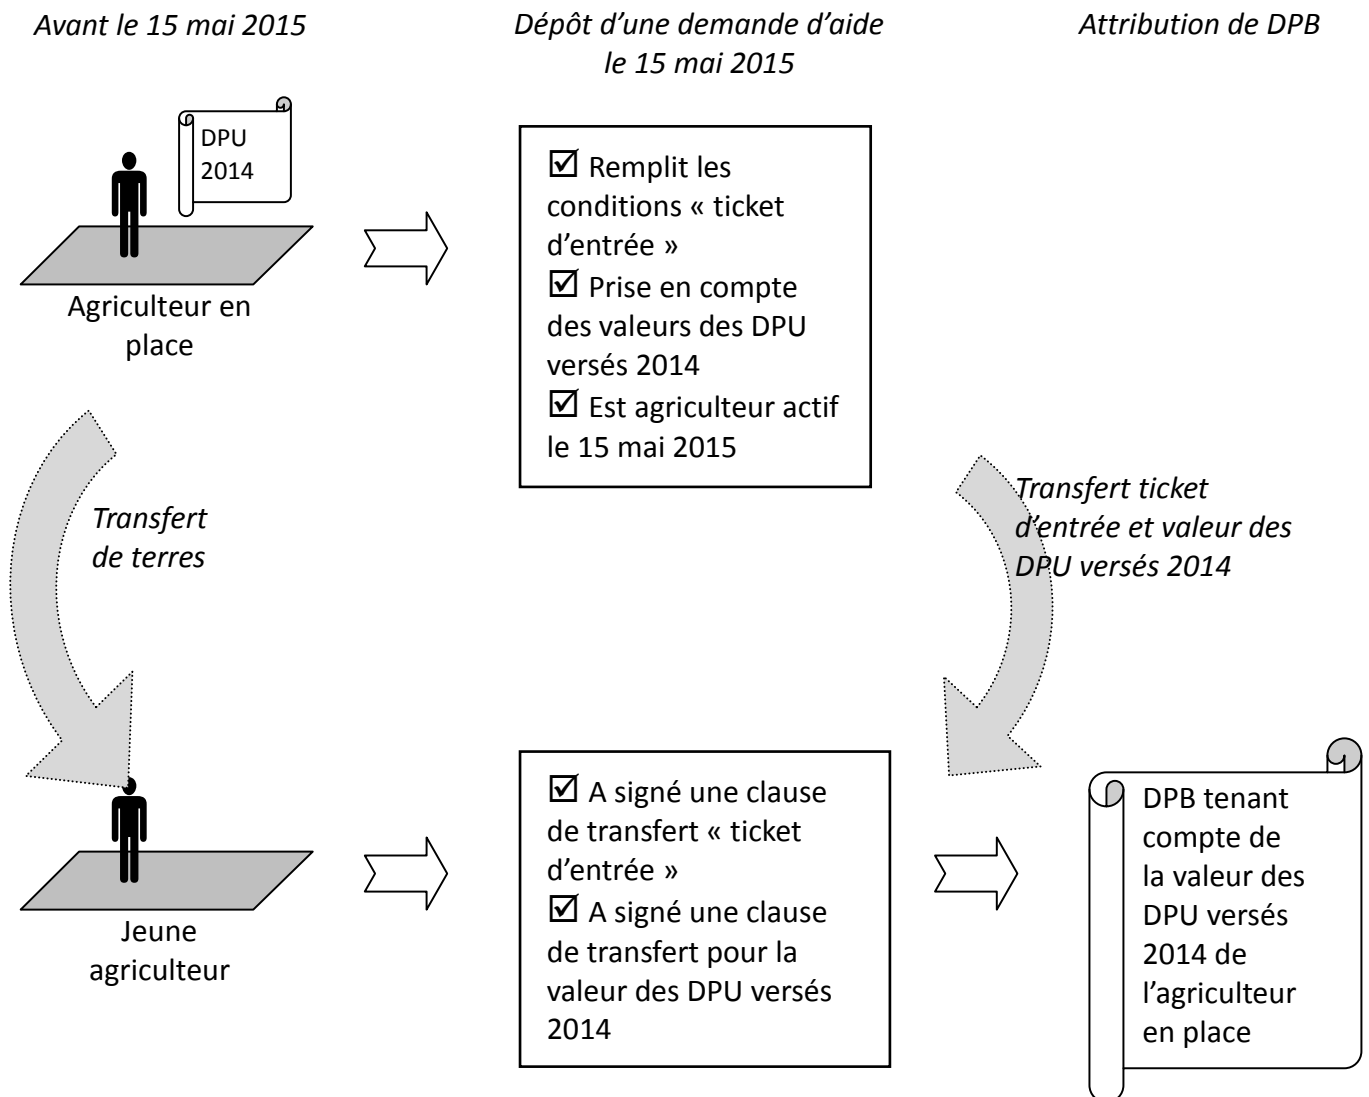 Avant le 15 mai 2015
Dépôt d’une demande d’aide
le 15 mai 2015
Attribution de DPB
DPU
2014
Agriculteur en
place
☑ Remplit les
conditions « ticket
d’entrée »
☑ Prise en compte
des valeurs des DPU
versés 2014
☑ Est agriculteur actif
le 15 mai 2015
Transfert
de terres
Transfert ticket
d’entrée et valeur des
DPU versés 2014
Jeune
agriculteur
☑ A signé une clause
de transfert « ticket
d’entrée »
☑ A signé une clause
de transfert pour la
valeur des DPU versés
2014
DPB tenant
compte de
la valeur des
DPU versés
2014 de
l’agriculteur
en place